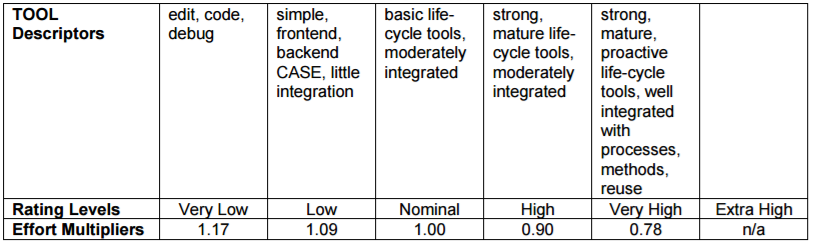 TOOL Descriptors
edit, code,
debug
simple,
frontend,
backend
CASE, little
integration
basic life-
cycle tools,
moderately
integrated
strong,
mature life-
cycle tools,
moderately
integrated
strong,
mature,
proactive
life-cycle
tools, well
integrated
with
processes,
methods,
reuse
Rating Levels Very Low Low Nominal High Very High Extra High
Effort Multipliers 1.17 1.09 1.00 0.90 0.78 n/a